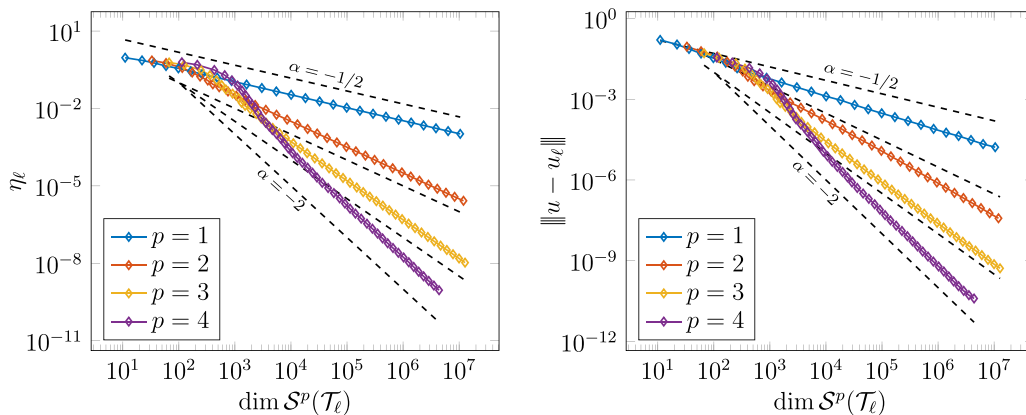 10^1
10^{-2}
10^{-5}
10^{-8}
10^{-11}
η_ℓ
α = −1/2
α = −2
p = 1
p = 2
p = 3
p = 4
10^1 10^2 10^3 10^4 10^5 10^6 10^7
dim 𝒮^p(𝒯_ℓ)
10^0
10^{-3}
10^{-6}
10^{-9}
10^{-12}
|||u − u_ℓ|||
α = −1/2
α = −2
p = 1
p = 2
p = 3
p = 4
10^1 10^2 10^3 10^4 10^5 10^6 10^7
dim 𝒮^p(𝒯_ℓ)